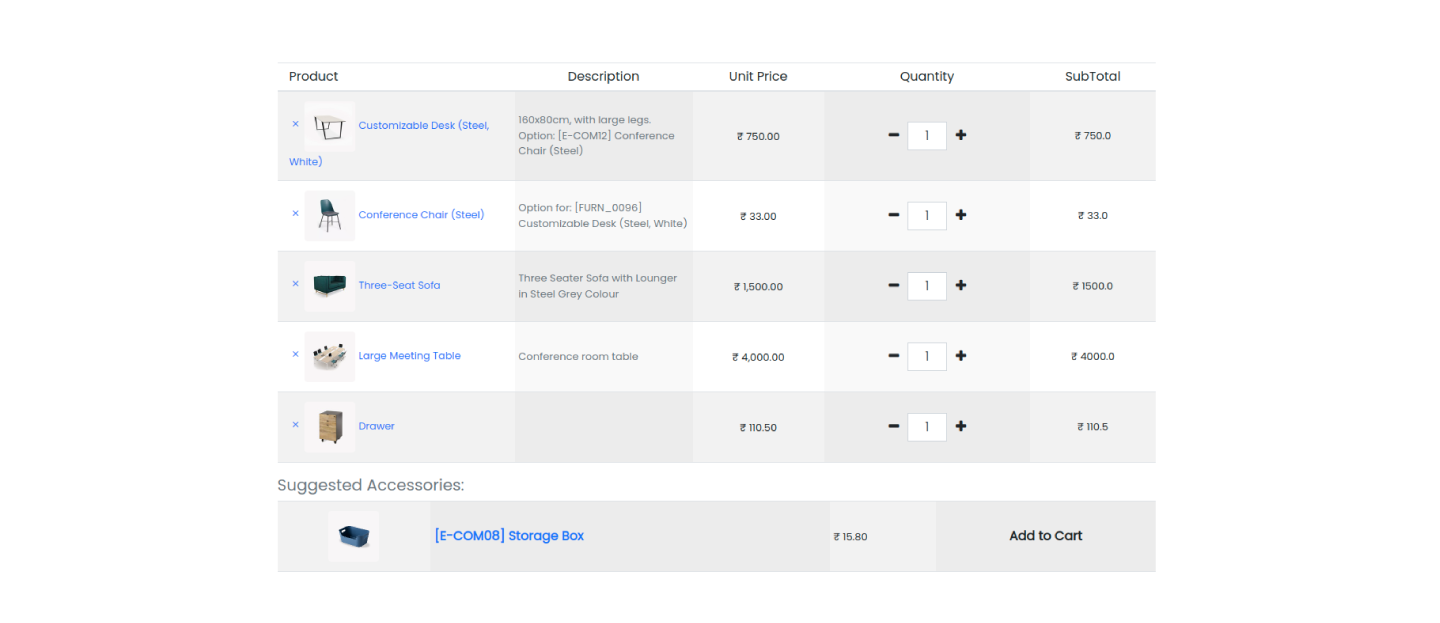 Product Description Unit Price Quantity SubTotal
× Customizable Desk (Steel,
White)
160x80cm, with large legs.
Option: [E-COM12] Conference
Chair (Steel)
₹ 750.00 − 1 + ₹ 750.0
× Conference Chair (Steel)
Option for: [FURN_0096]
Customizable Desk (Steel, White)
₹ 33.00 − 1 + ₹ 33.0
× Three-Seat Sofa
Three Seater Sofa with Lounger
in Steel Grey Colour
₹ 1,500.00 − 1 + ₹ 1500.0
× Large Meeting Table Conference room table ₹ 4,000.00 − 1 + ₹ 4000.0
× Drawer ₹ 110.50 − 1 + ₹ 110.5
Suggested Accessories:
[E-COM08] Storage Box ₹ 15.80 Add to Cart